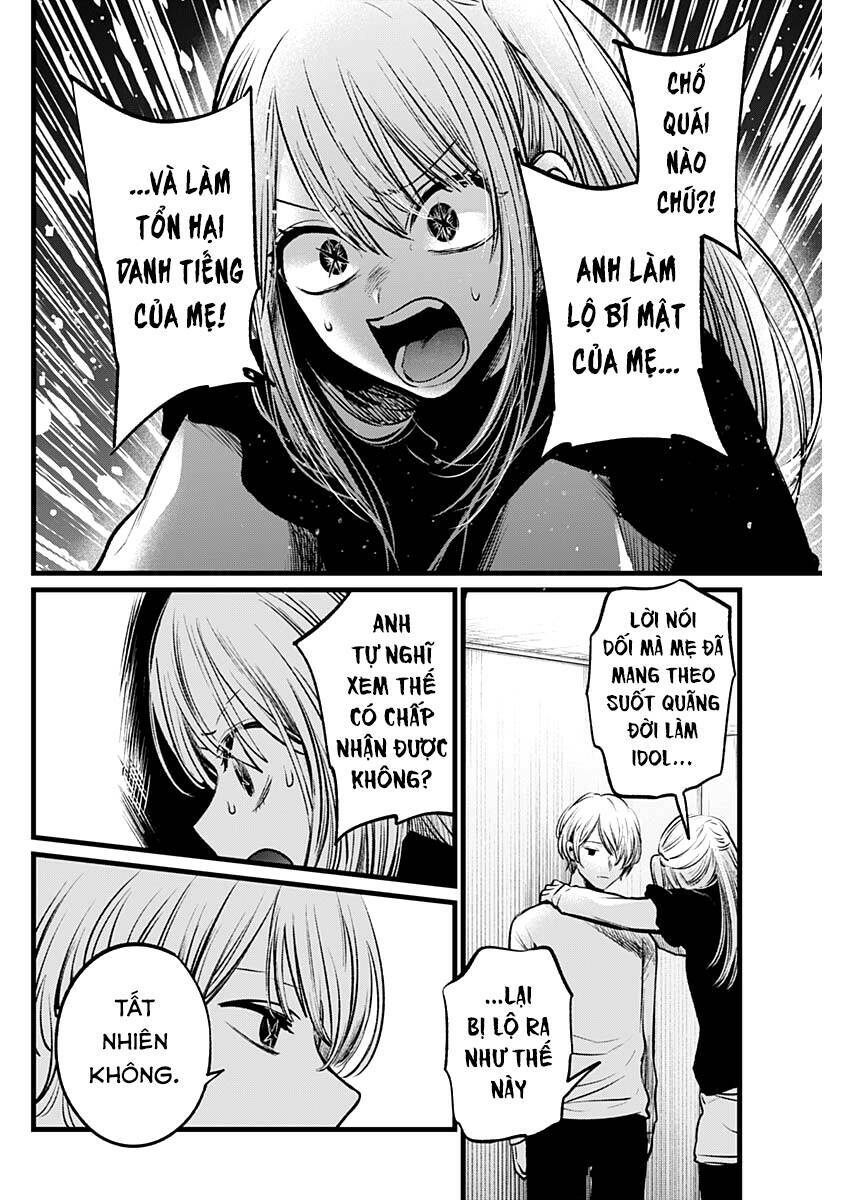 CHỖ
QUÁI
NÀO
CHỨ?!
ANH LÀM
LỘ BÍ MẬT
CỦA MẸ...
...VÀ LÀM
TỔN HẠI
DANH TIẾNG
CỦA MẸ!
LỜI NÓI
DỐI MÀ MẸ ĐÃ
MANG THEO
SUỐT QUÃNG
ĐỜI LÀM
IDOL...
...LẠI
BỊ LỘ RA
NHƯ THẾ
NÀY
ANH
TỰ NGHĨ
XEM THẾ
CÓ CHẤP
NHẬN ĐƯỢC
KHÔNG?
TẤT
NHIÊN
KHÔNG.